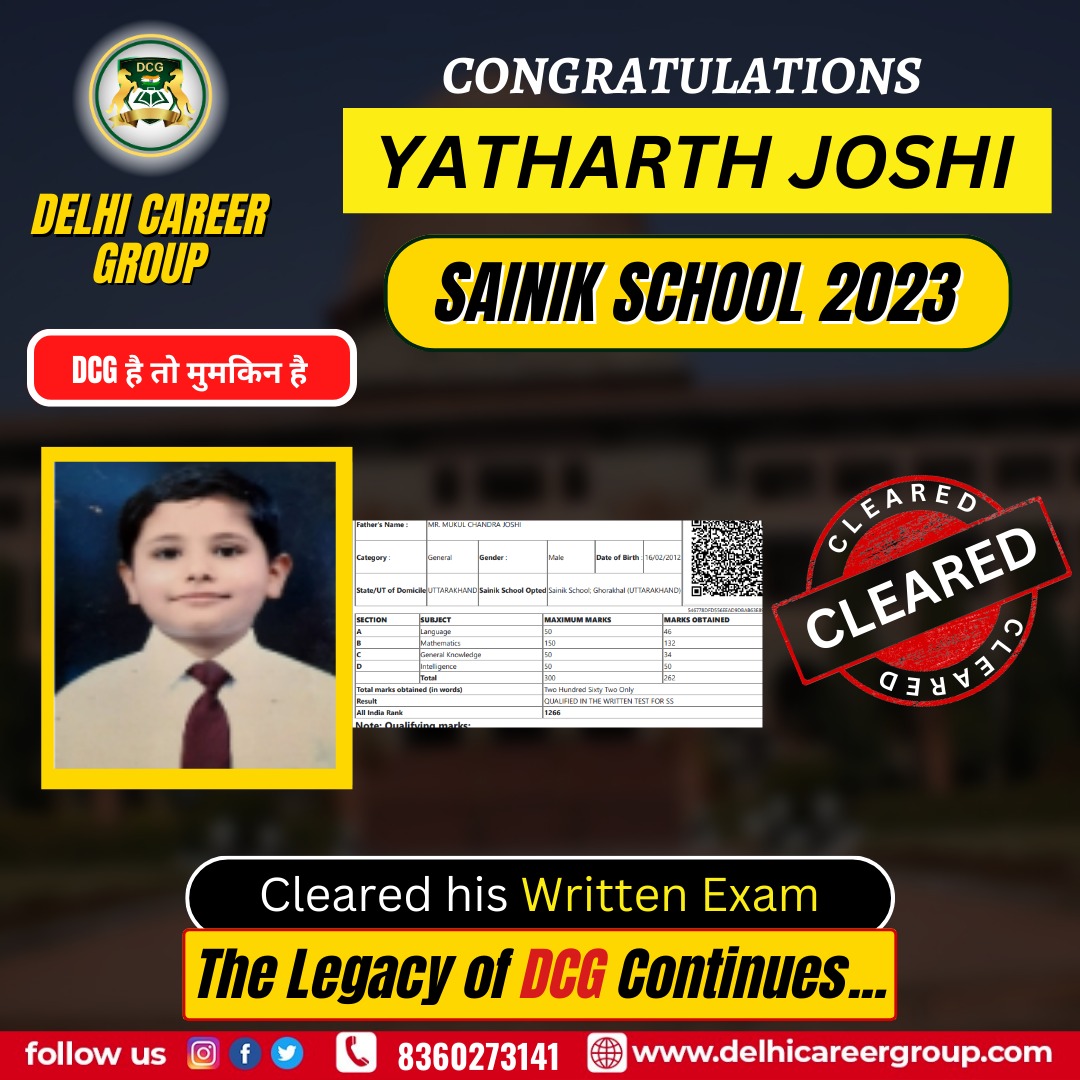 DCG
DELHI CAREER
GROUP
CONGRATULATIONS
YATHARTH JOSHI
SAINIK SCHOOL 2023
DCG है तो मुमकिन है
Father's Name : MR. MUKUL CHANDRA JOSHI
Category : General Gender : Male Date of Birth : 16/02/2012
State/UT of Domicile UTTARAKHAND Sainik School Opted Sainik School; Ghorakhal (UTTARAKHAND)
SECTION SUBJECT MAXIMUM MARKS MARKS OBTAINED
A Language 50 46
B Mathematics 150 132
C General Knowledge 50 34
D Intelligence 50 50
Total 300 262
Total marks obtained (in words) Two Hundred Sixty Two Only
Result QUALIFIED IN THE WRITTEN TEST FOR SS
All India Rank 1266
Note: Qualifying marks:
CLEARED
CLEARED
CLEARED
Cleared his Written Exam
The Legacy of DCG Continues...
follow us 8360273141 www.delhicareergroup.com